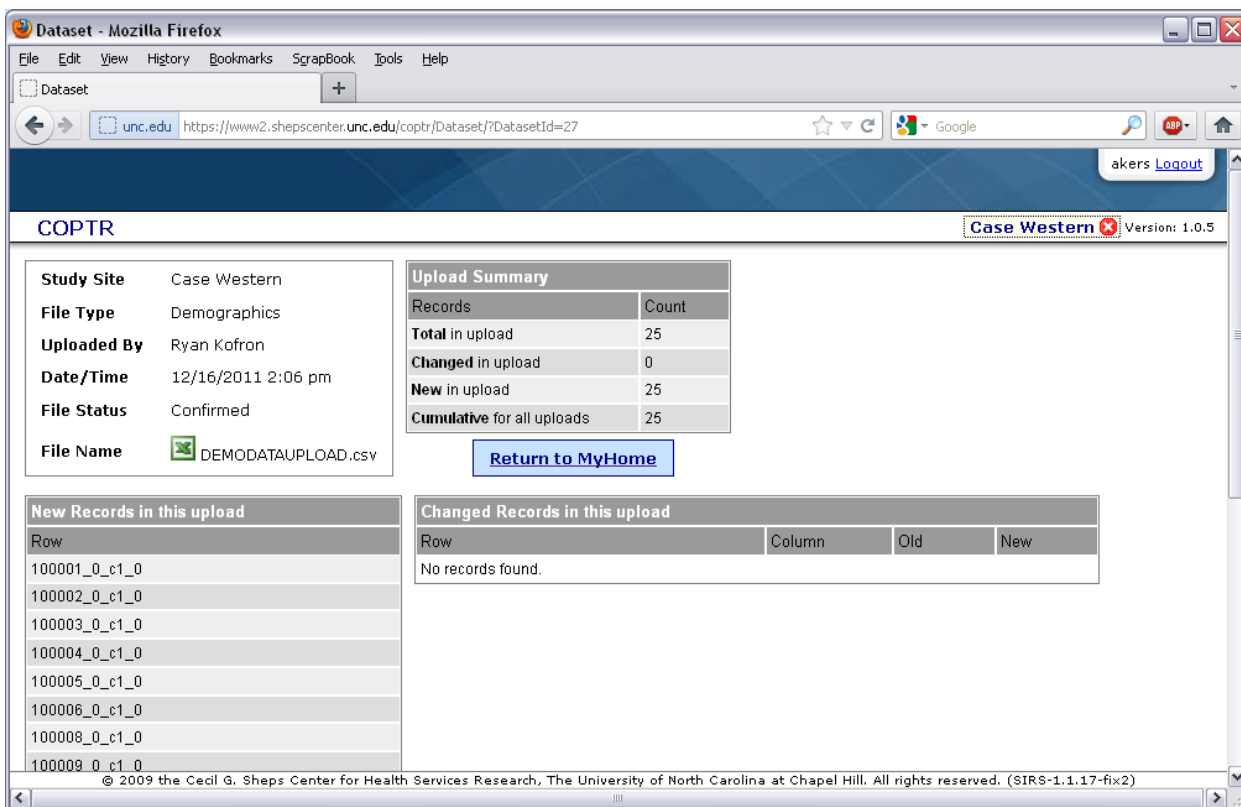 Dataset - Mozilla Firefox
File Edit View History Bookmarks ScrapBook Tools Help
Dataset +
unc.edu https://www2.shepscenter.unc.edu/coptr/Dataset/?DatasetId=27 Google ABP
akers Logout
COPTR
Case Western Version: 1.0.5
Study Site Case Western
File Type Demographics
Uploaded By Ryan Kofron
Date/Time 12/16/2011 2:06 pm
File Status Confirmed
File Name DEMODATAUPLOAD.csv
Upload Summary
Records Count
Total in upload 25
Changed in upload 0
New in upload 25
Cumulative for all uploads 25
Return to MyHome
New Records in this upload
Row
100001_0_c1_0
100002_0_c1_0
100003_0_c1_0
100004_0_c1_0
100005_0_c1_0
100006_0_c1_0
100008_0_c1_0
100009_0_c1_0
Changed Records in this upload
Row Column Old New
No records found.
© 2009 the Cecil G. Sheps Center for Health Services Research, The University of North Carolina at Chapel Hill. All rights reserved. (SIRS-1.1.17-fix2)